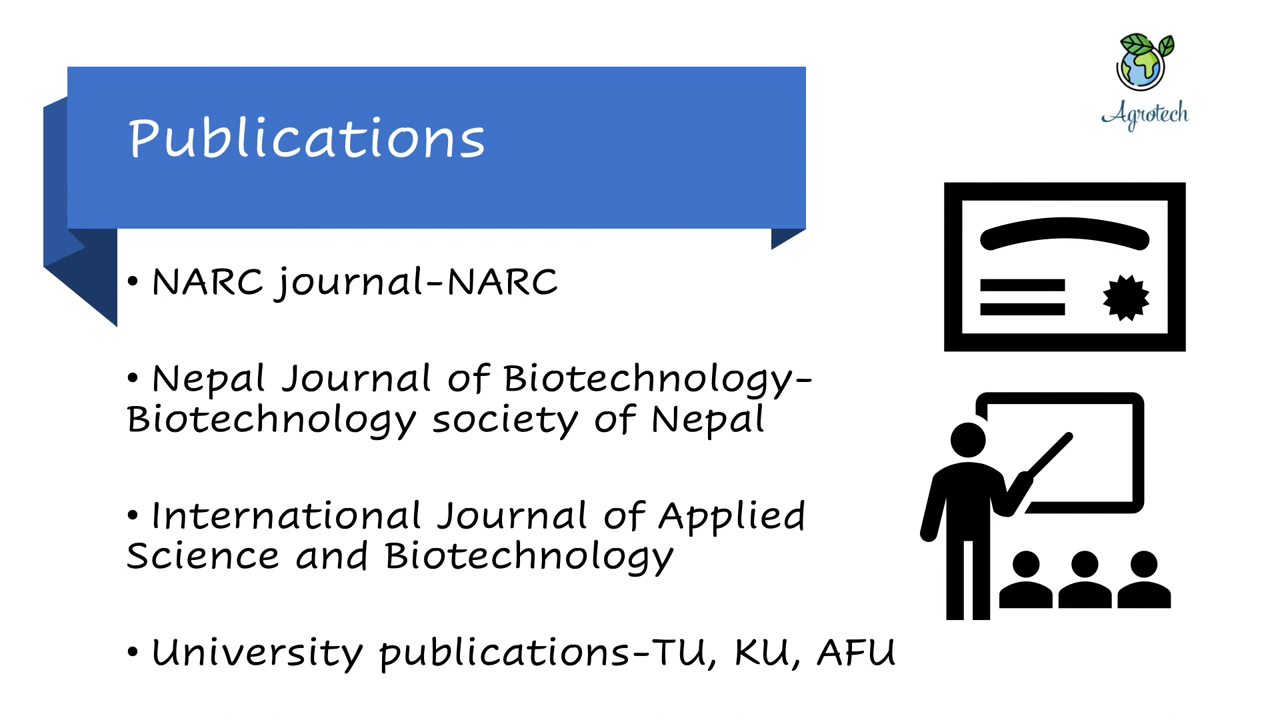 Agrotech
Publications
• NARC journal-NARC
• Nepal Journal of Biotechnology-
Biotechnology society of Nepal
• International Journal of Applied
Science and Biotechnology
• University publications-TU, KU, AFU